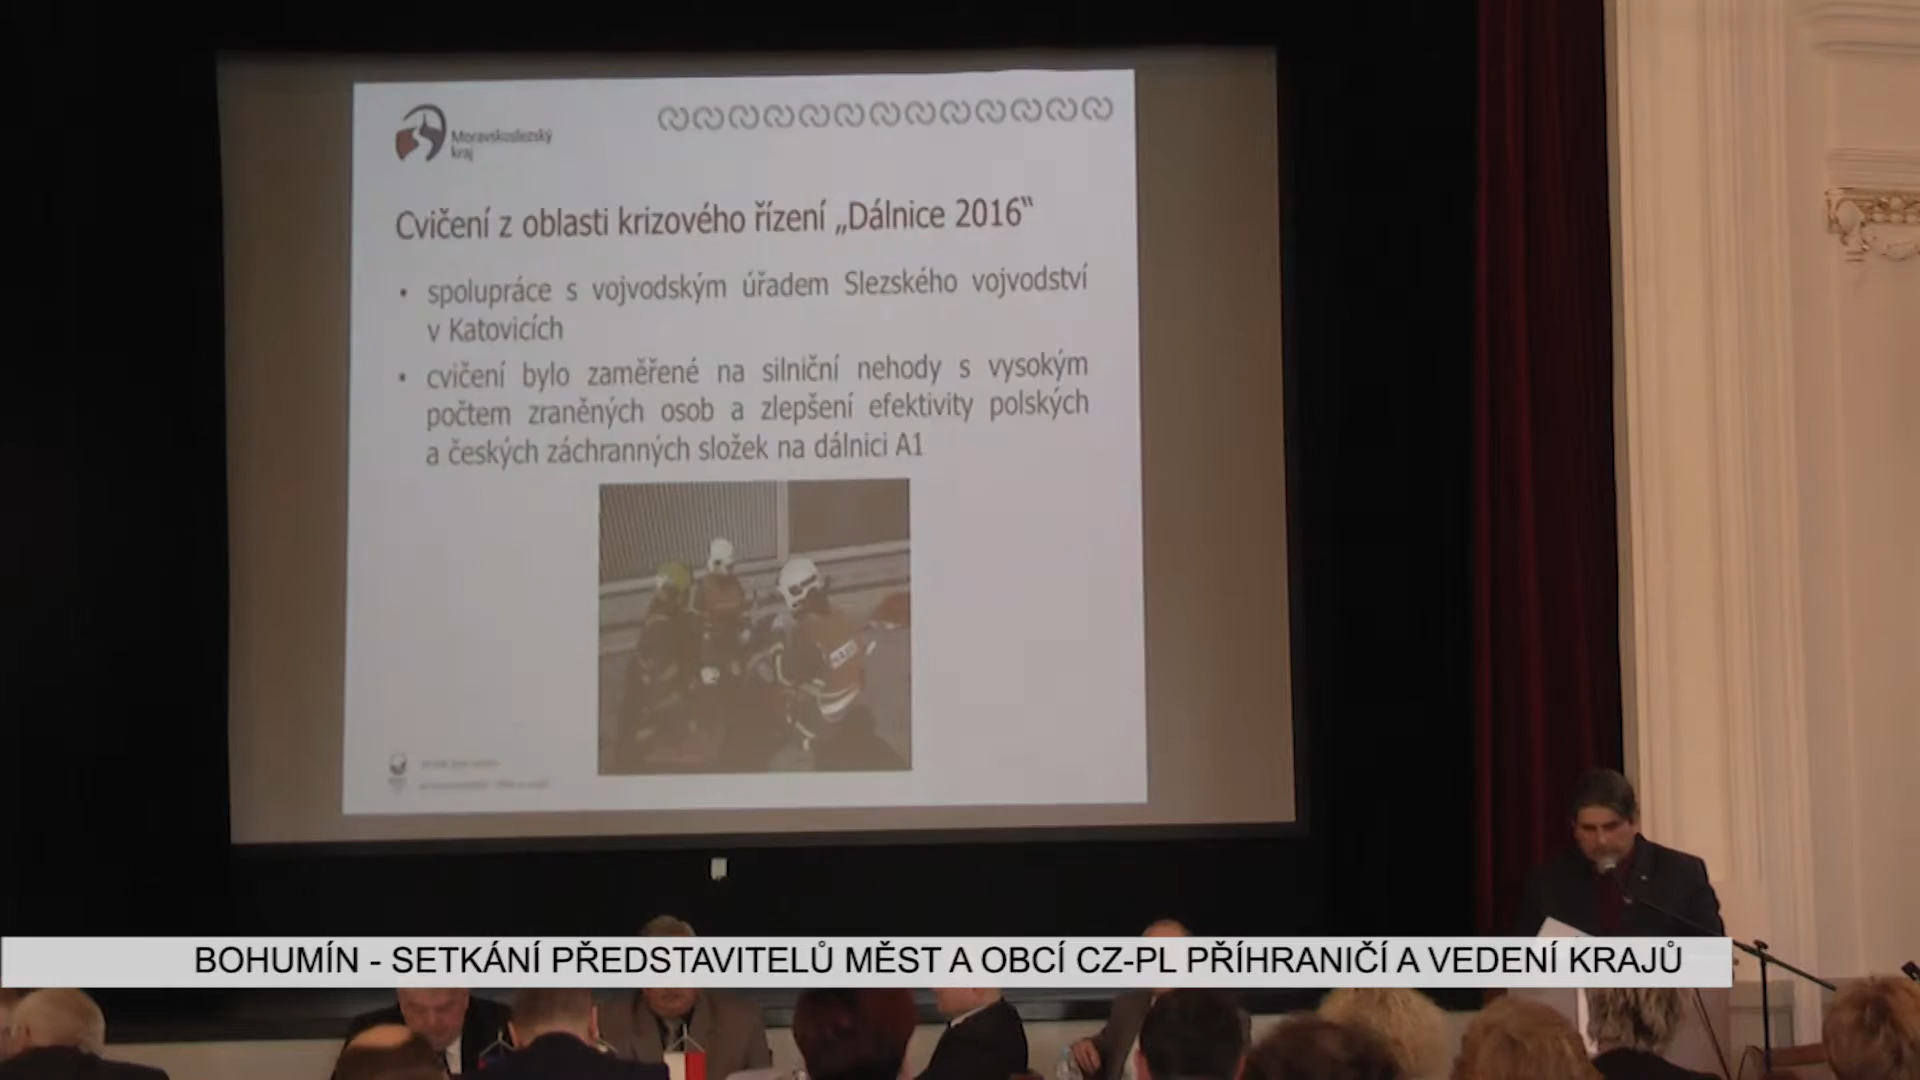 Moravskoslezský
kraj
Cvičení z oblasti krizového řízení „Dálnice 2016“
• spolupráce s vojvodským úřadem Slezského vojvodství
v Katovicích
• cvičení bylo zaměřené na silniční nehody s vysokým
počtem zraněných osob a zlepšení efektivity polských
a českých záchranných složek na dálnici A1
BOHUMÍN - SETKÁNÍ PŘEDSTAVITELŮ MĚST A OBCÍ CZ-PL PŘÍHRANIČÍ A VEDENÍ KRAJŮ